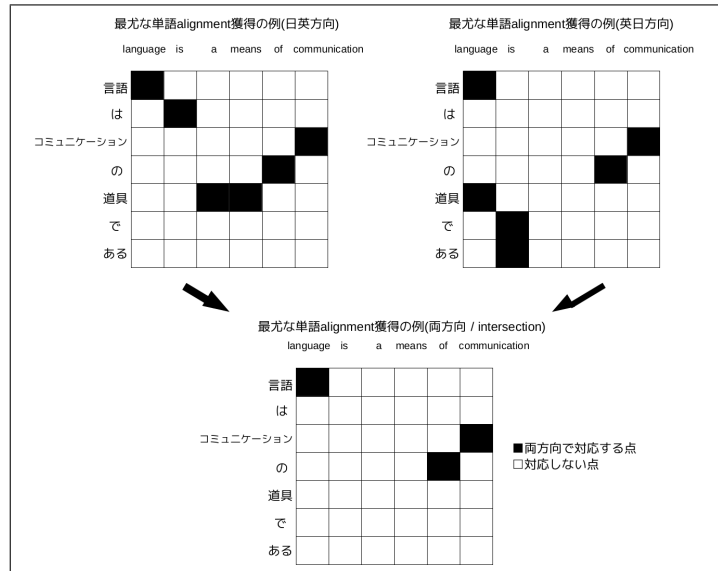 最尤な単語alignment獲得の例(日英方向)
language is a means of communication
言語
は
コミュニケーション
の
道具
で
ある
最尤な単語alignment獲得の例(英日方向)
language is a means of communication
言語
は
コミュニケーション
の
道具
で
ある
最尤な単語alignment獲得の例(両方向 / intersection)
language is a means of communication
言語
は
コミュニケーション
の
道具
で
ある
■両方向で対応する点
□対応しない点